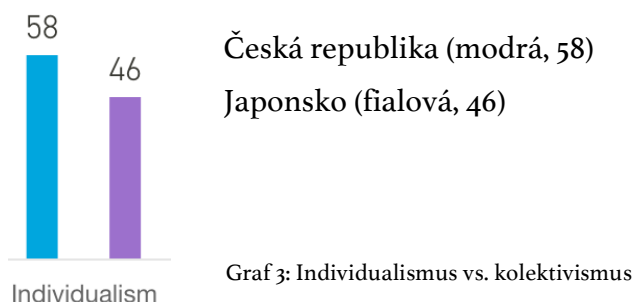 58
46
Individualism
Česká republika (modrá, 58)
Japonsko (fialová, 46)
Graf 3: Individualismus vs. kolektivismus